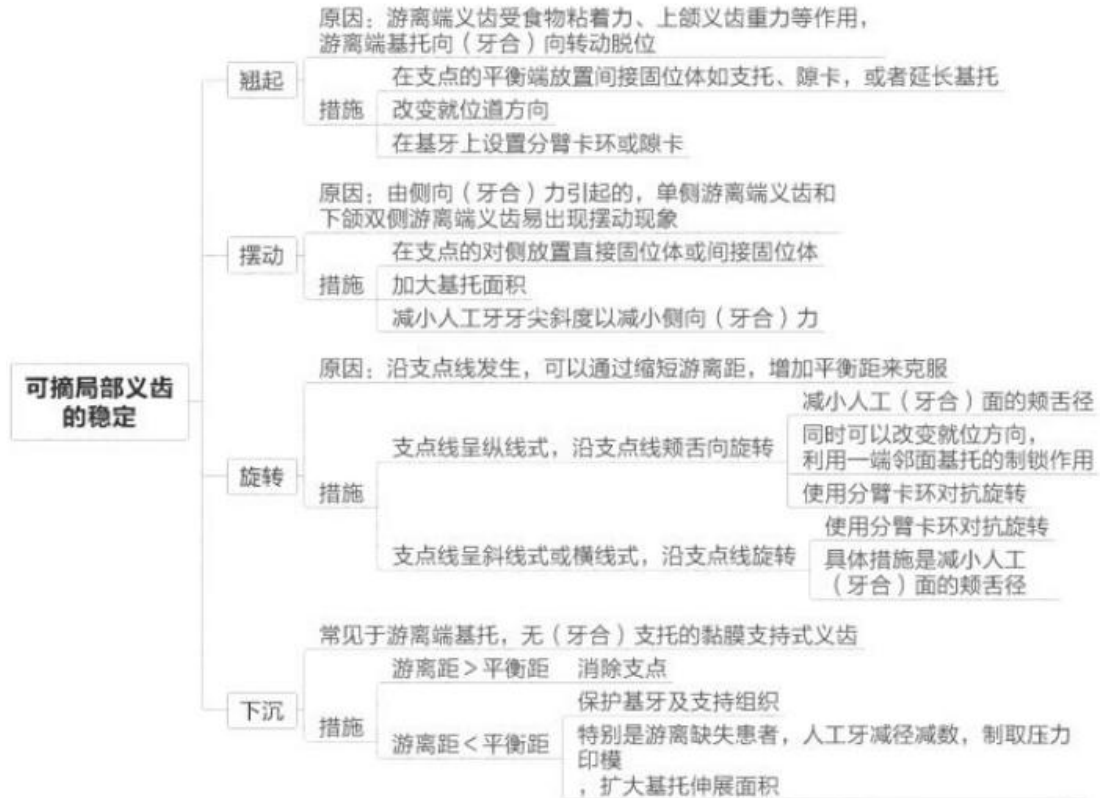 可摘局部义齿
的稳定
翘起
原因：游离端义齿受食物粘着力、上颌义齿重力等作用，
游离端基托向（牙合）向转动脱位
措施
在支点的平衡端放置间接固位体如支托、隙卡，或者延长基托
改变就位道方向
在基牙上设置分臂卡环或隙卡
摆动
原因：由侧向（牙合）力引起的，单侧游离端义齿和
下颌双侧游离端义齿易出现摆动现象
措施
在支点的对侧放置直接固位体或间接固位体
加大基托面积
减小人工牙牙尖斜度以减小侧向（牙合）力
旋转
原因：沿支点线发生，可以通过缩短游离距，增加平衡距来克服
措施
支点线呈纵线式，沿支点线颊舌向旋转
减小人工（牙合）面的颊舌径
同时可以改变就位方向，
利用一端邻面基托的制锁作用
使用分臂卡环对抗旋转
支点线呈斜线式或横线式，沿支点线旋转
使用分臂卡环对抗旋转
具体措施是减小人工
（牙合）面的颊舌径
下沉
常见于游离端基托，无（牙合）支托的黏膜支持式义齿
措施
游离距＞平衡距
消除支点
游离距＜平衡距
保护基牙及支持组织
特别是游离缺失患者，人工牙减径减数，制取压力
印模
，扩大基托伸展面积